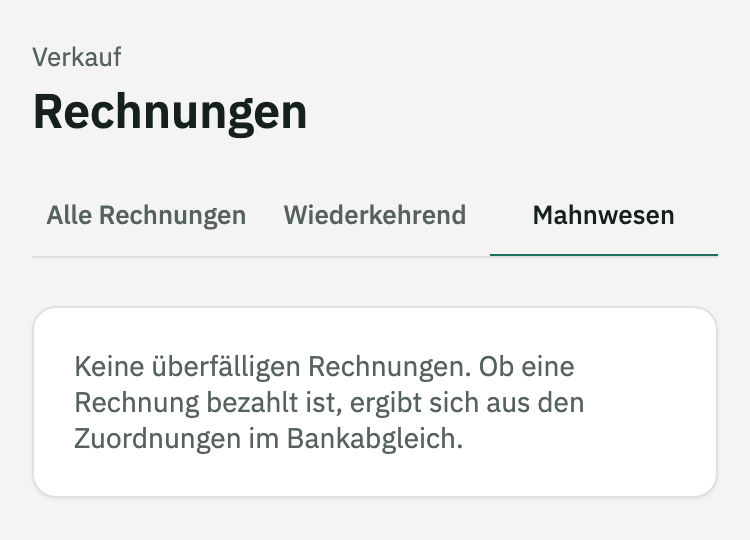 Verkauf
Rechnungen
Alle Rechnungen Wiederkehrend Mahnwesen
Keine überfälligen Rechnungen. Ob eine
Rechnung bezahlt ist, ergibt sich aus den
Zuordnungen im Bankabgleich.